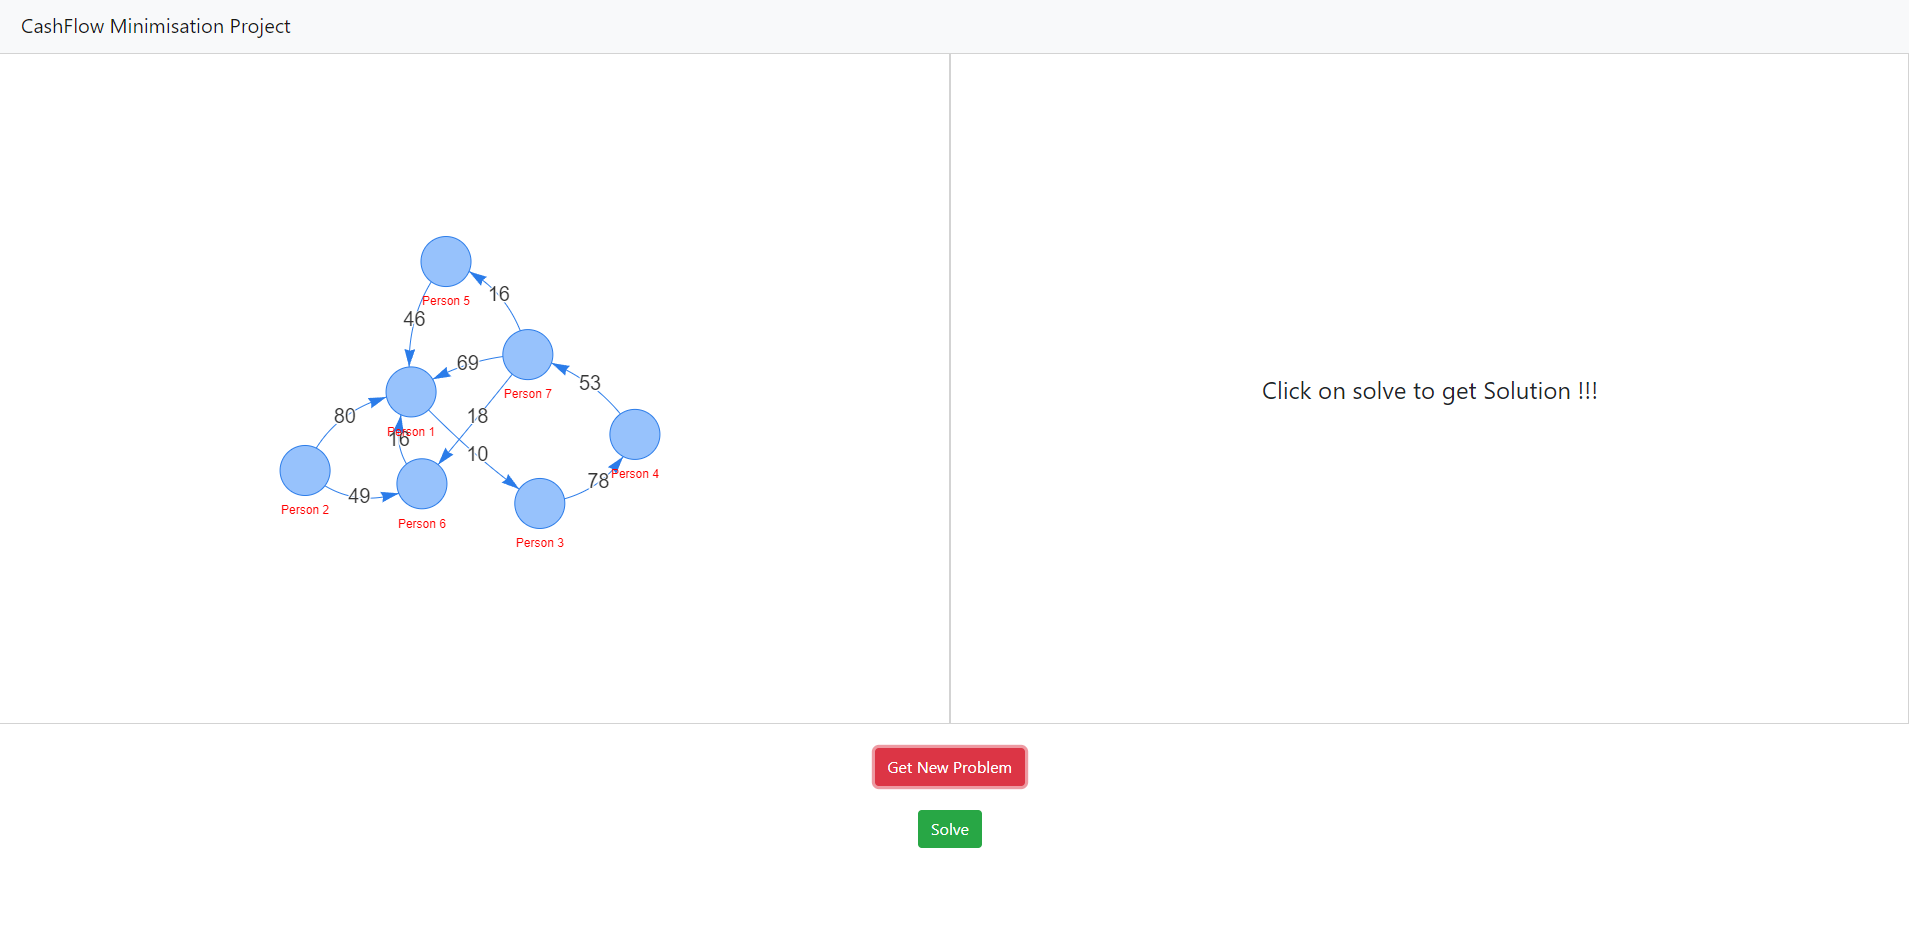 CashFlow Minimisation Project
16
Person 5
46
69
53
Person 7
80
18
Person 1
16
10
78
Person 4
49
Person 2
Person 6
Person 3
Click on solve to get Solution !!!
Get New Problem
Solve